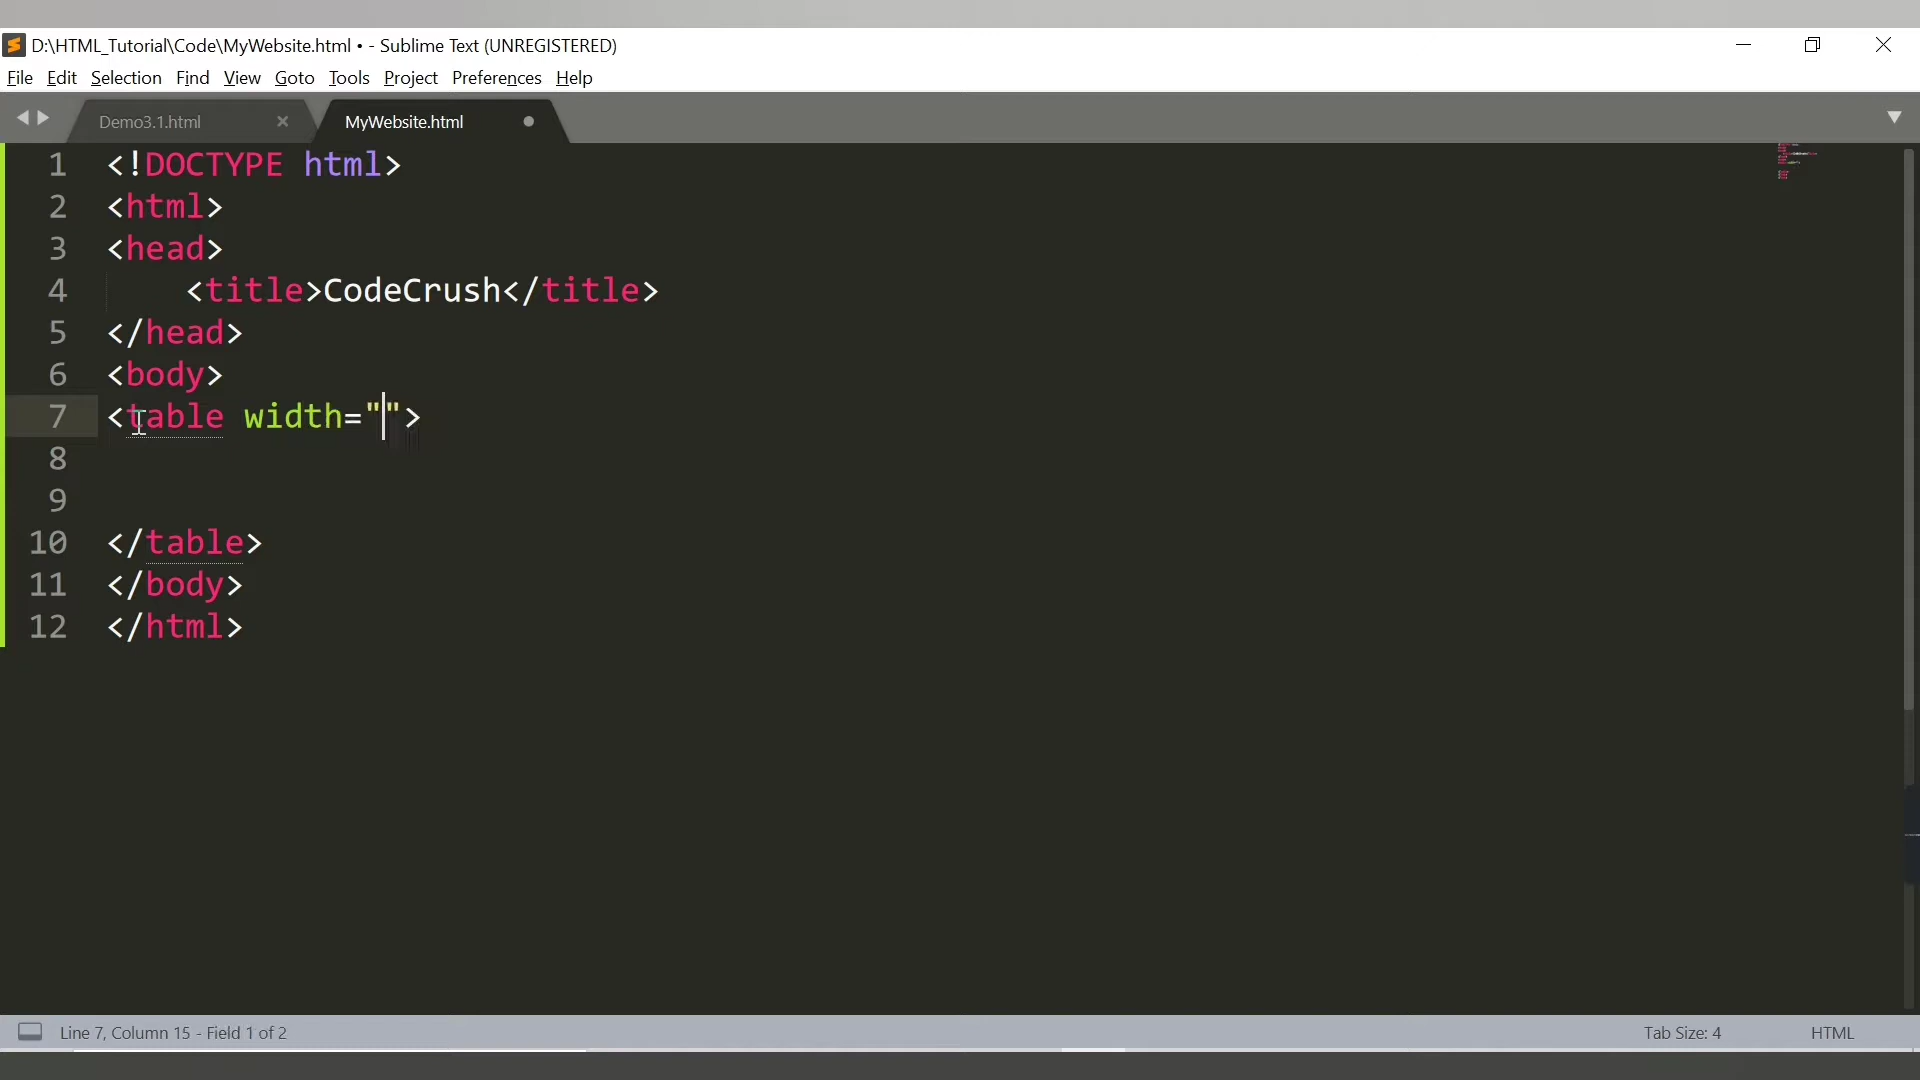 D:\HTML_Tutorial\Code\MyWebsite.html • - Sublime Text (UNREGISTERED)
File Edit Selection Find View Goto Tools Project Preferences Help
Demo3.1.html MyWebsite.html
1 <!DOCTYPE html>
2 <html>
3 <head>
4 <title>CodeCrush</title>
5 </head>
6 <body>
7 <table width="">
8
9
10 </table>
11 </body>
12 </html>
Line 7, Column 15 - Field 1 of 2 Tab Size: 4 HTML